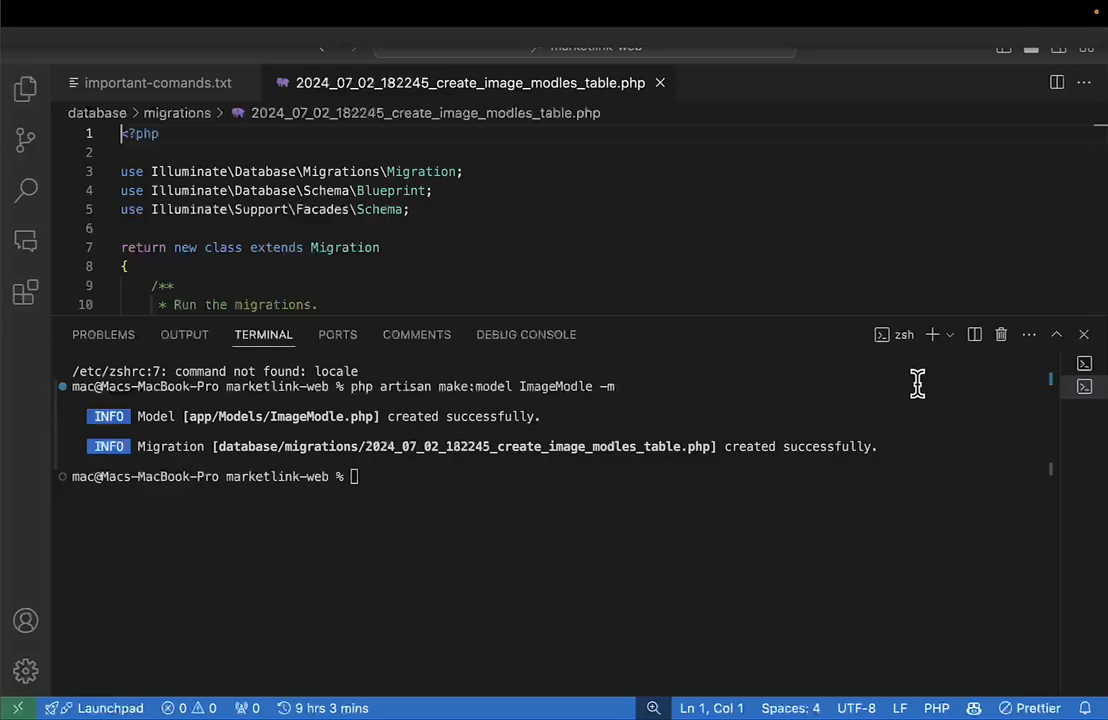 marketlink-web
important-comands.txt
2024_07_02_182245_create_image_modles_table.php
database > migrations > 2024_07_02_182245_create_image_modles_table.php
1 <?php
2
3 use Illuminate\Database\Migrations\Migration;
4 use Illuminate\Database\Schema\Blueprint;
5 use Illuminate\Support\Facades\Schema;
6
7 return new class extends Migration
8 {
9 /**
10 * Run the migrations.
PROBLEMS OUTPUT TERMINAL PORTS COMMENTS DEBUG CONSOLE zsh
/etc/zshrc:7: command not found: locale
mac@Macs-MacBook-Pro marketlink-web % php artisan make:model ImageModle -m
INFO Model [app/Models/ImageModle.php] created successfully.
INFO Migration [database/migrations/2024_07_02_182245_create_image_modles_table.php] created successfully.
mac@Macs-MacBook-Pro marketlink-web %
Launchpad 0 0 0 9 hrs 3 mins Ln 1, Col 1 Spaces: 4 UTF-8 LF PHP Prettier